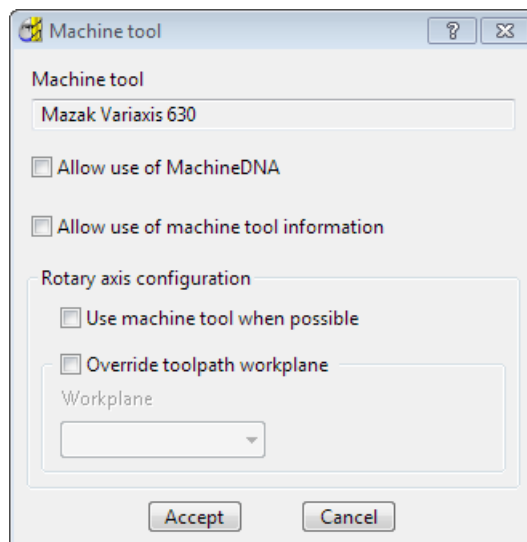 Machine tool
?
Machine tool
Mazak Variaxis 630
Allow use of MachineDNA
Allow use of machine tool information
Rotary axis configuration
Use machine tool when possible
Override toolpath workplane
Workplane
Accept Cancel